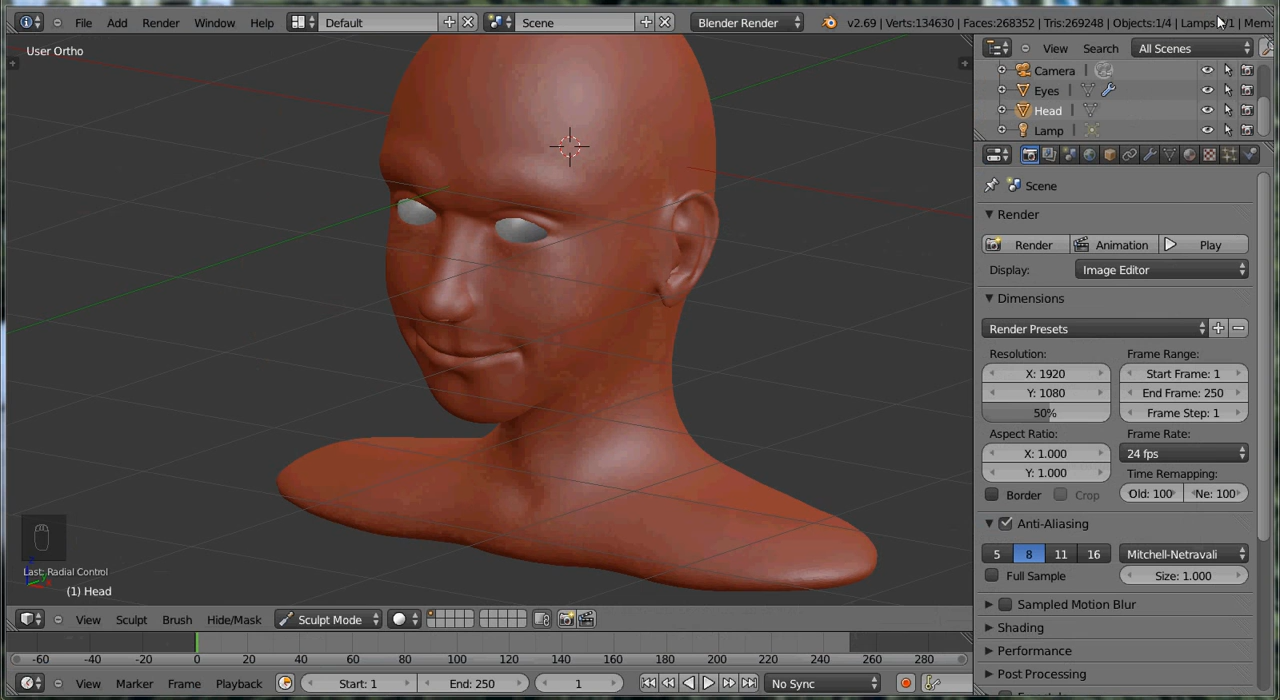 File Add Render Window Help Default Scene Blender Render v2.69 | Verts:134630 | Faces:268352 | Tris:269248 | Objects:1/4 | Lamps: /1 | Mem:
User Ortho
View Search All Scenes
Camera
Eyes
Head
Lamp
Scene
Render
Render Animation Play
Display: Image Editor
Dimensions
Render Presets
Resolution: Frame Range:
X: 1920 Start Frame: 1
Y: 1080 End Frame: 250
50% Frame Step: 1
Aspect Ratio: Frame Rate:
X: 1.000 24 fps
Y: 1.000 Time Remapping:
Border Crop Old: 100 Ne: 100
Anti-Aliasing
5 8 11 16 Mitchell-Netravali
Full Sample Size: 1.000
Sampled Motion Blur
Shading
Performance
Post Processing
Last: Radial Control
(1) Head
View Sculpt Brush Hide/Mask Sculpt Mode
-60 -40 -20 0 20 40 60 80 100 120 140 160 180 200 220 240 260 280
View Marker Frame Playback Start: 1 End: 250 1 No Sync